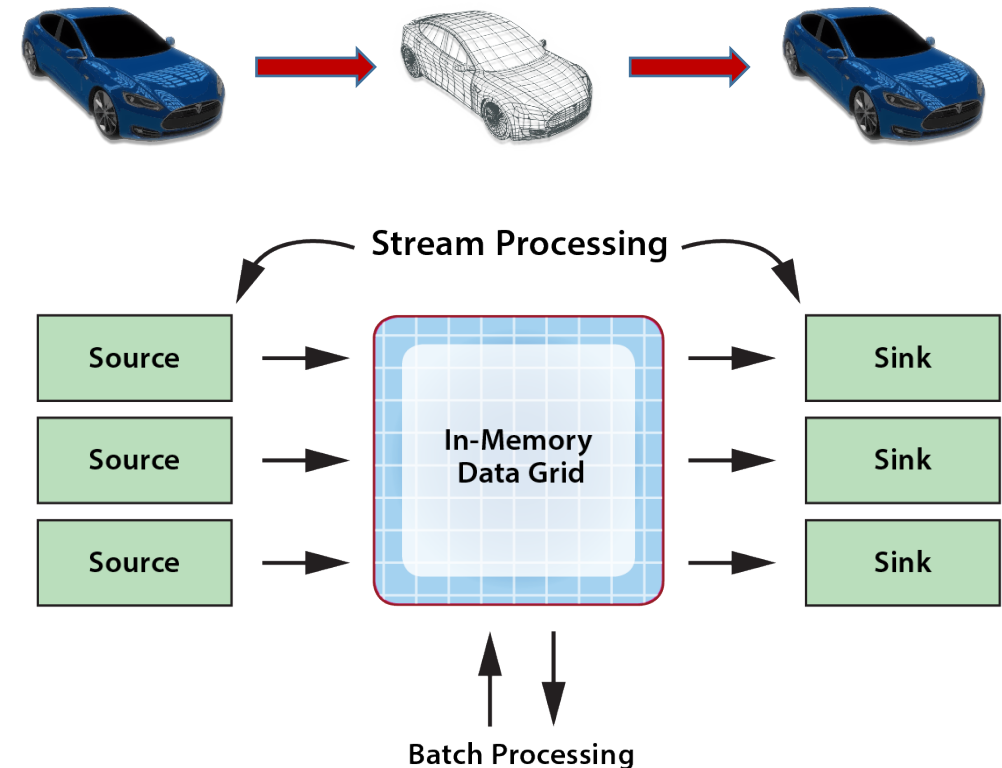 Stream Processing
Source
Sink
In-Memory
Data Grid
Source
Sink
Source
Sink
Batch Processing